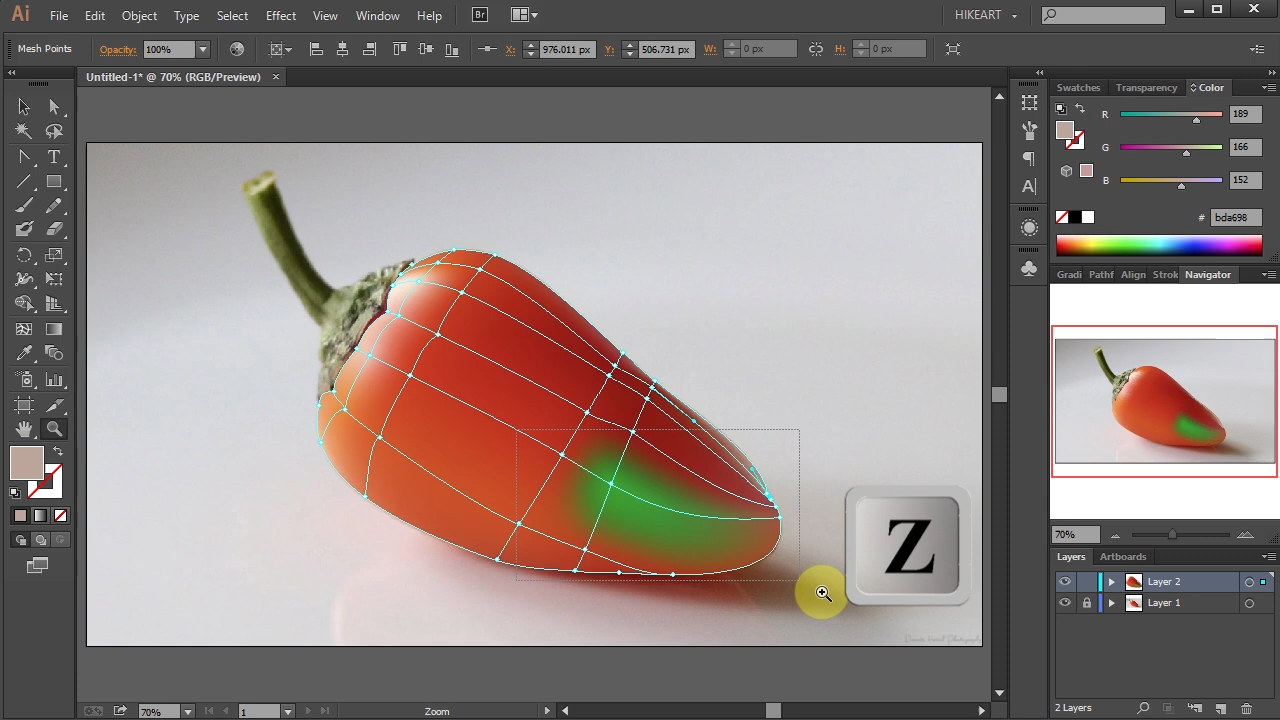 Ai File Edit Object Type Select Effect View Window Help Br HIKEART
Mesh Points Opacity: 100% X: 976.011 px Y: 506.731 px W: 0 px H: 0 px
Untitled-1* @ 70% (RGB/Preview)
Swatches Transparency Color
R 189
G 166
B 152
# bda698
Gradi Pathf Align Strok Navigator
Z
70%
Layers Artboards
Layer 2
Layer 1
2 Layers
70% 1 Zoom